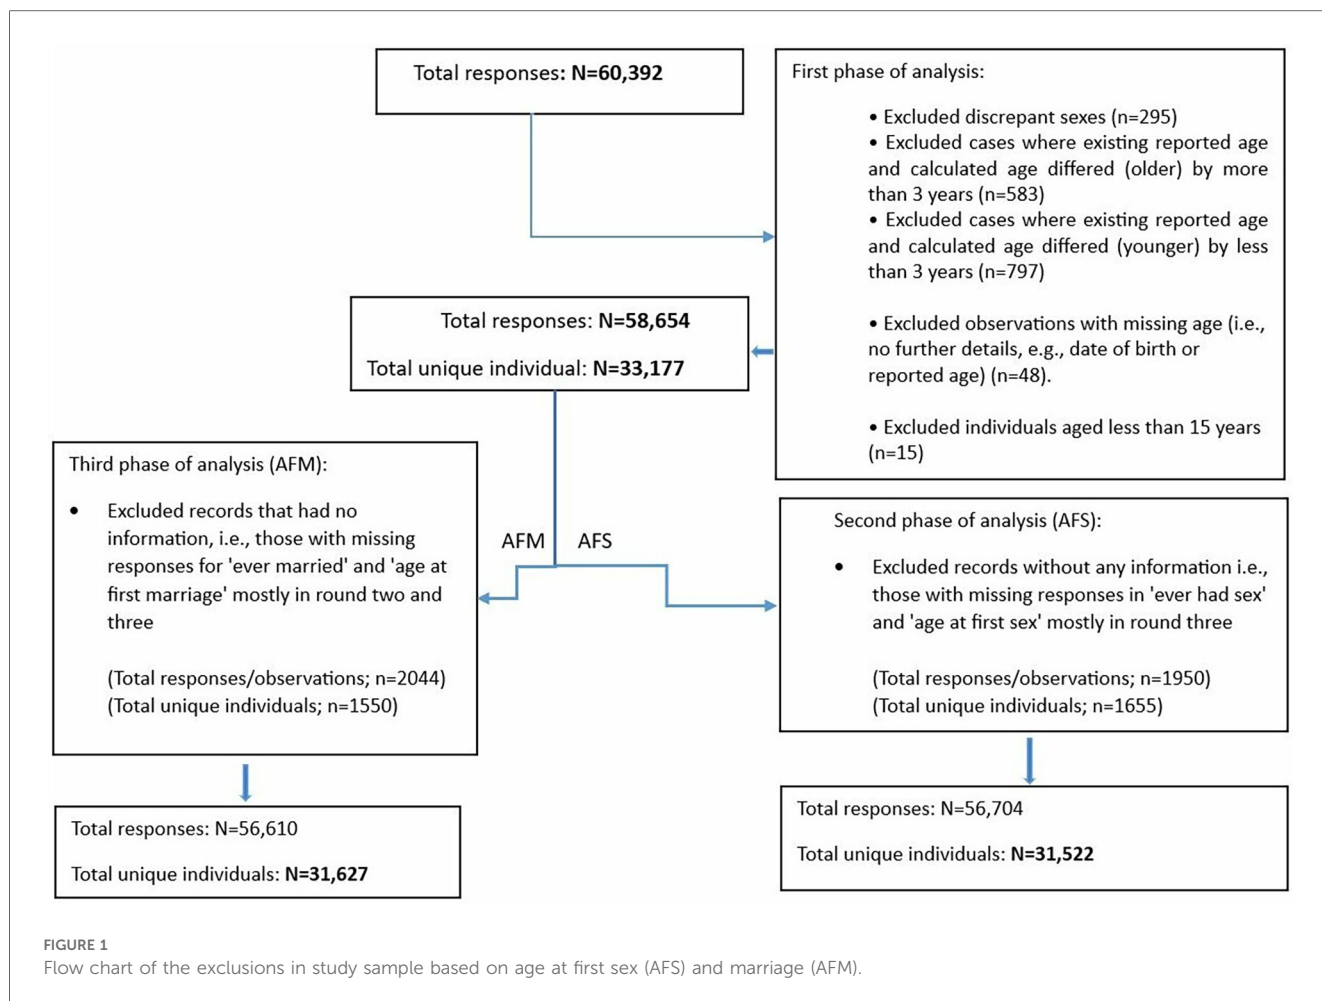 Total responses: N=60,392
First phase of analysis:
• Excluded discrepant sexes (n=295)
• Excluded cases where existing reported age
and calculated age differed (older) by more
than 3 years (n=583)
• Excluded cases where existing reported age
and calculated age differed (younger) by less
than 3 years (n=797)
• Excluded observations with missing age (i.e.,
no further details, e.g., date of birth or
reported age) (n=48).
• Excluded individuals aged less than 15 years
(n=15)
Total responses: N=58,654
Total unique individual: N=33,177
AFM
AFS
Third phase of analysis (AFM):
• Excluded records that had no
information, i.e., those with missing
responses for 'ever married' and 'age at
first marriage' mostly in round two and
three
(Total responses/observations; n=2044)
(Total unique individuals; n=1550)
Second phase of analysis (AFS):
• Excluded records without any information i.e.,
those with missing responses in 'ever had sex'
and 'age at first sex' mostly in round three
(Total responses/observations; n=1950)
(Total unique individuals; n=1655)
Total responses: N=56,610
Total unique individuals: N=31,627
Total responses: N=56,704
Total unique individuals: N=31,522
FIGURE 1
Flow chart of the exclusions in study sample based on age at first sex (AFS) and marriage (AFM).